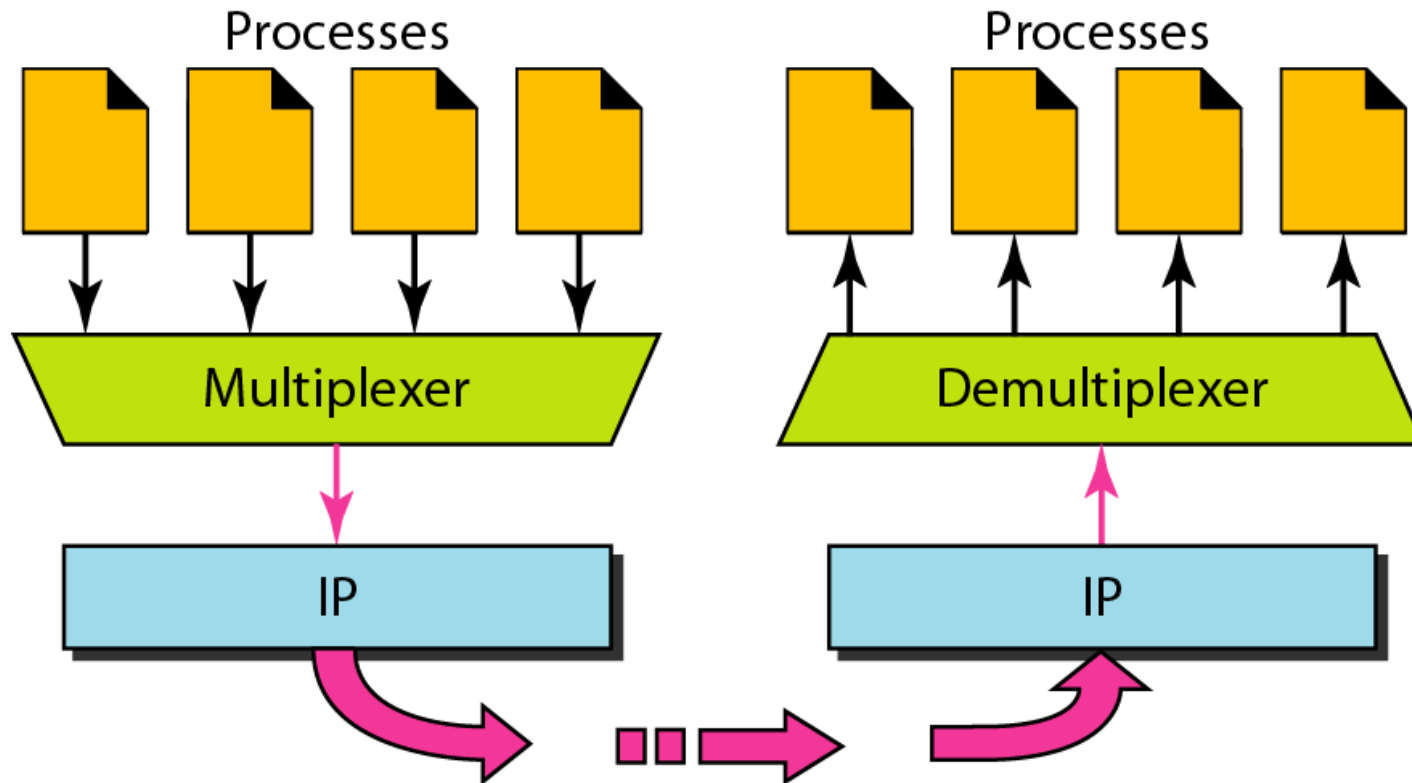 Processes
Processes
Multiplexer
Demultiplexer
IP
IP